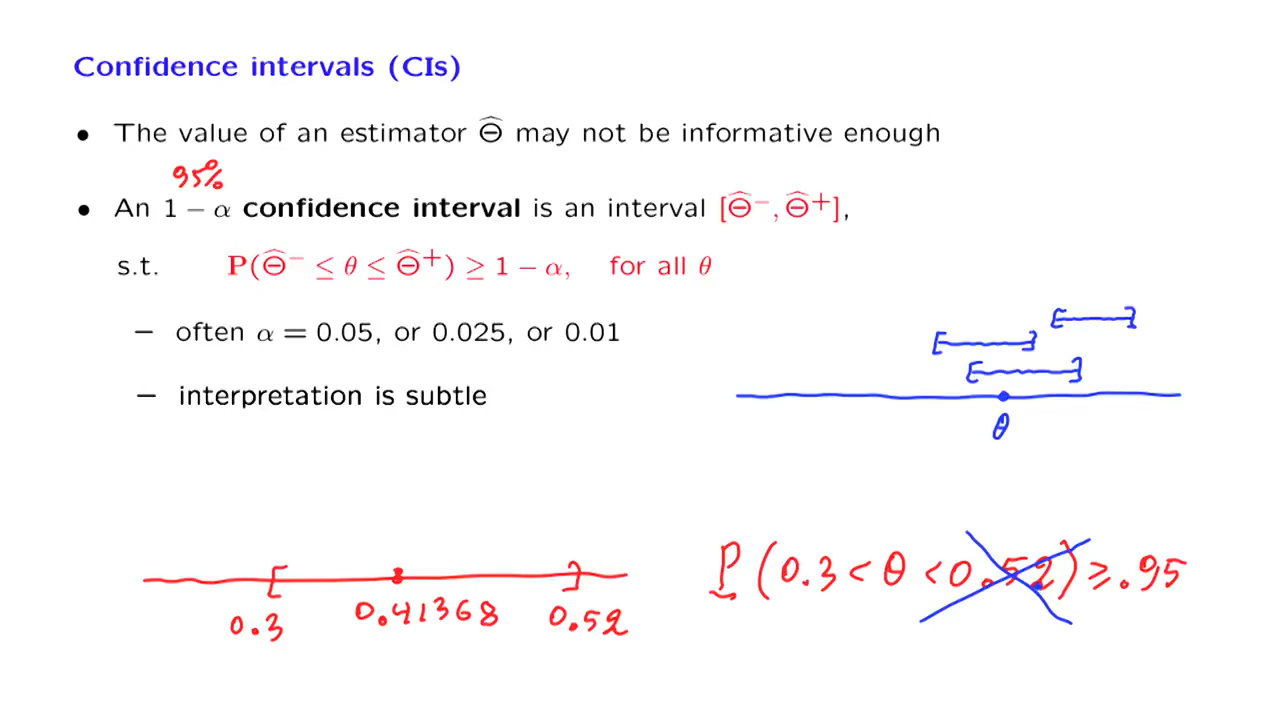 Confidence intervals (CIs)
• The value of an estimator Θ̂ may not be informative enough
95%
• An 1 − α confidence interval is an interval [Θ̂⁻, Θ̂⁺],
s.t. P(Θ̂⁻ ≤ θ ≤ Θ̂⁺) ≥ 1 − α, for all θ
− often α = 0.05, or 0.025, or 0.01
− interpretation is subtle
θ
P(0.3 < θ < 0.52) ≥ .95
0.3 0.41368 0.52